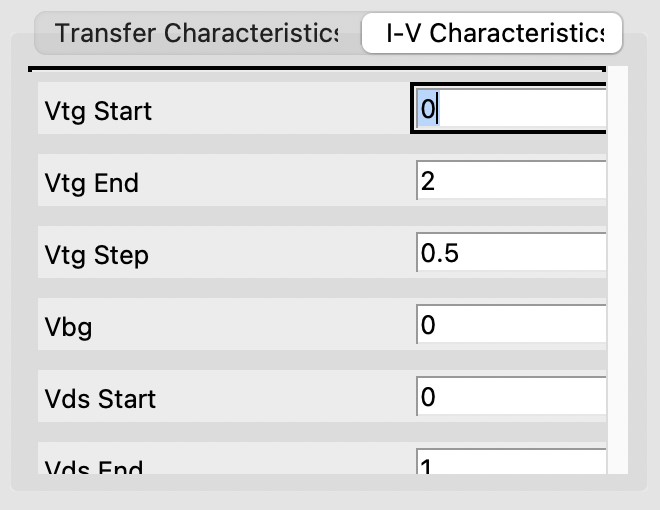 Transfer Characteristics I-V Characteristics
Vtg Start 0
Vtg End 2
Vtg Step 0.5
Vbg 0
Vds Start 0
Vds End 1